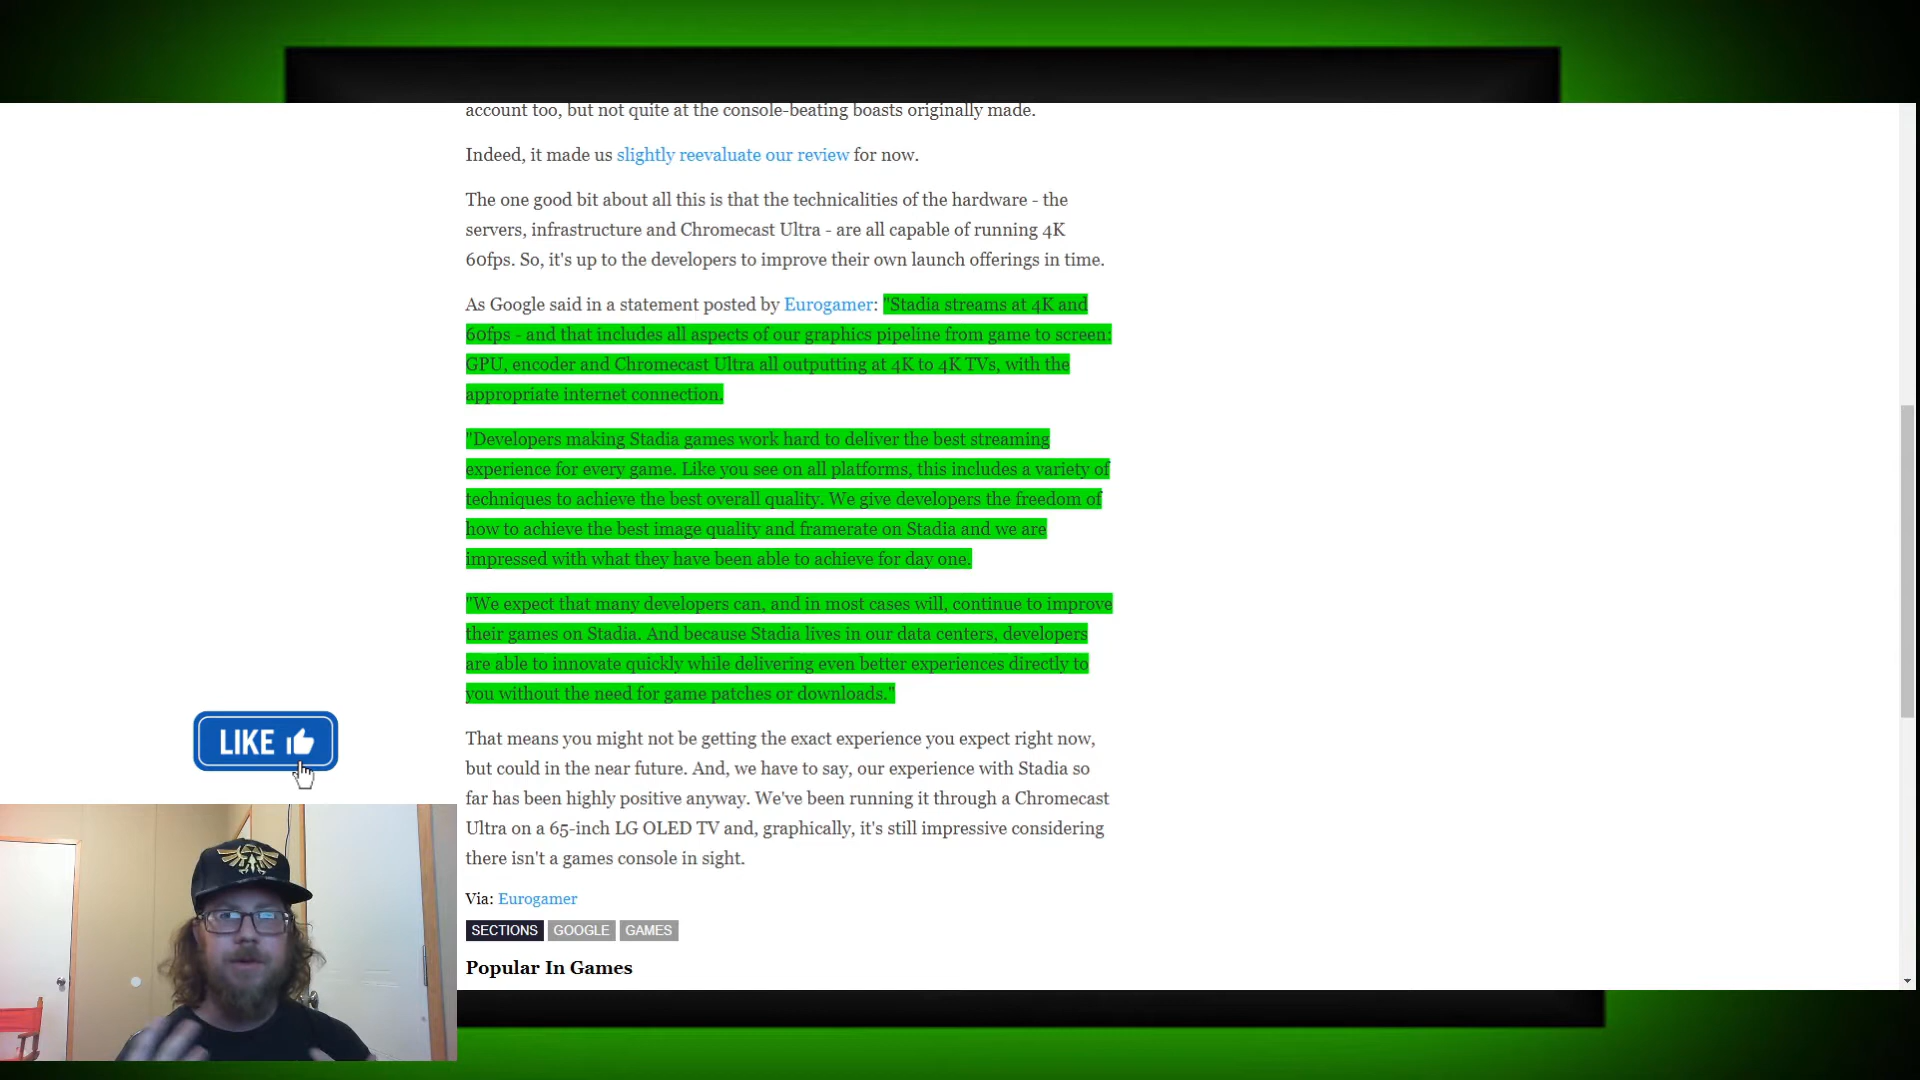 account too, but not quite at the console-beating boasts originally made.
Indeed, it made us slightly reevaluate our review for now.
The one good bit about all this is that the technicalities of the hardware - the
servers, infrastructure and Chromecast Ultra - are all capable of running 4K
60fps. So, it's up to the developers to improve their own launch offerings in time.
As Google said in a statement posted by Eurogamer: "Stadia streams at 4K and
60fps - and that includes all aspects of our graphics pipeline from game to screen:
GPU, encoder and Chromecast Ultra all outputting at 4K to 4K TVs, with the
appropriate internet connection.
"Developers making Stadia games work hard to deliver the best streaming
experience for every game. Like you see on all platforms, this includes a variety of
techniques to achieve the best overall quality. We give developers the freedom of
how to achieve the best image quality and framerate on Stadia and we are
impressed with what they have been able to achieve for day one.
"We expect that many developers can, and in most cases will, continue to improve
their games on Stadia. And because Stadia lives in our data centers, developers
are able to innovate quickly while delivering even better experiences directly to
you without the need for game patches or downloads."
That means you might not be getting the exact experience you expect right now,
but could in the near future. And, we have to say, our experience with Stadia so
far has been highly positive anyway. We've been running it through a Chromecast
Ultra on a 65-inch LG OLED TV and, graphically, it's still impressive considering
there isn't a games console in sight.
Via: Eurogamer
SECTIONS GOOGLE GAMES
Popular In Games
LIKE